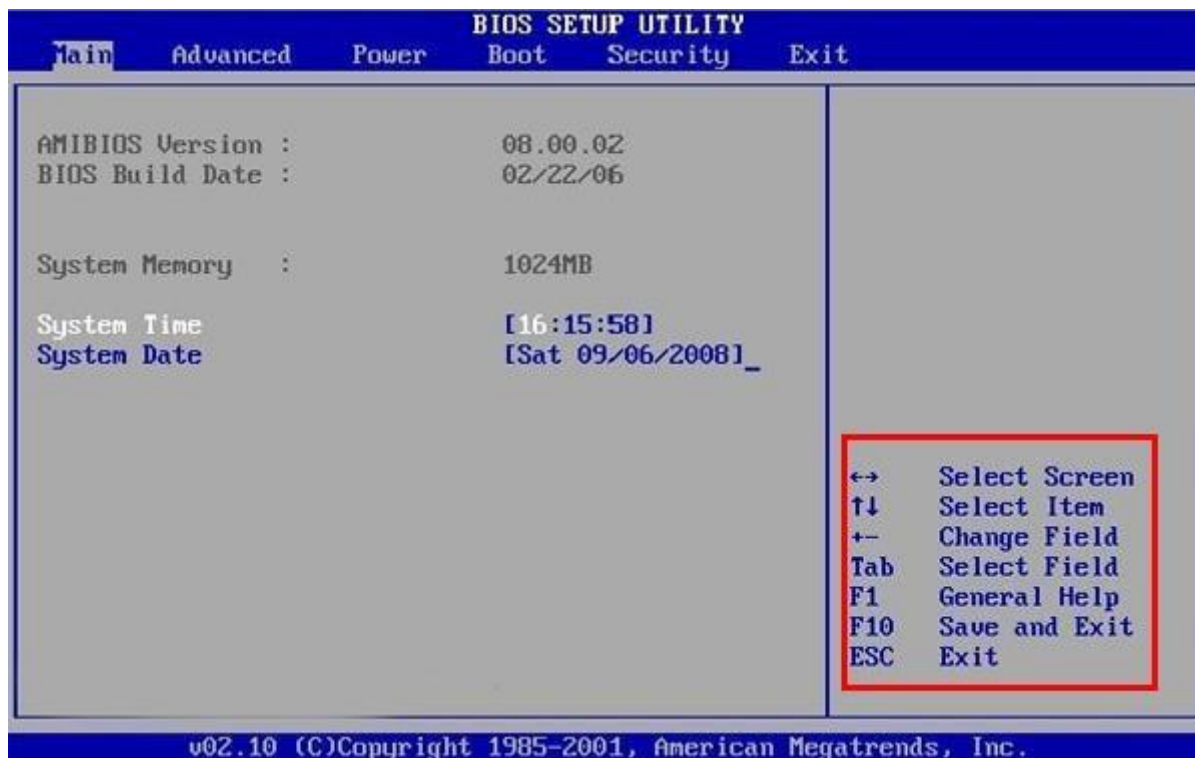 BIOS SETUP UTILITY
Main Advanced Power Boot Security Exit
AMIBIOS Version : 08.00.02
BIOS Build Date : 02/22/06
System Memory : 1024MB
System Time [16:15:58]
System Date [Sat 09/06/2008]_
←→ Select Screen
↑↓ Select Item
+- Change Field
Tab Select Field
F1 General Help
F10 Save and Exit
ESC Exit
v02.10 (C)Copyright 1985-2001, American Megatrends, Inc.